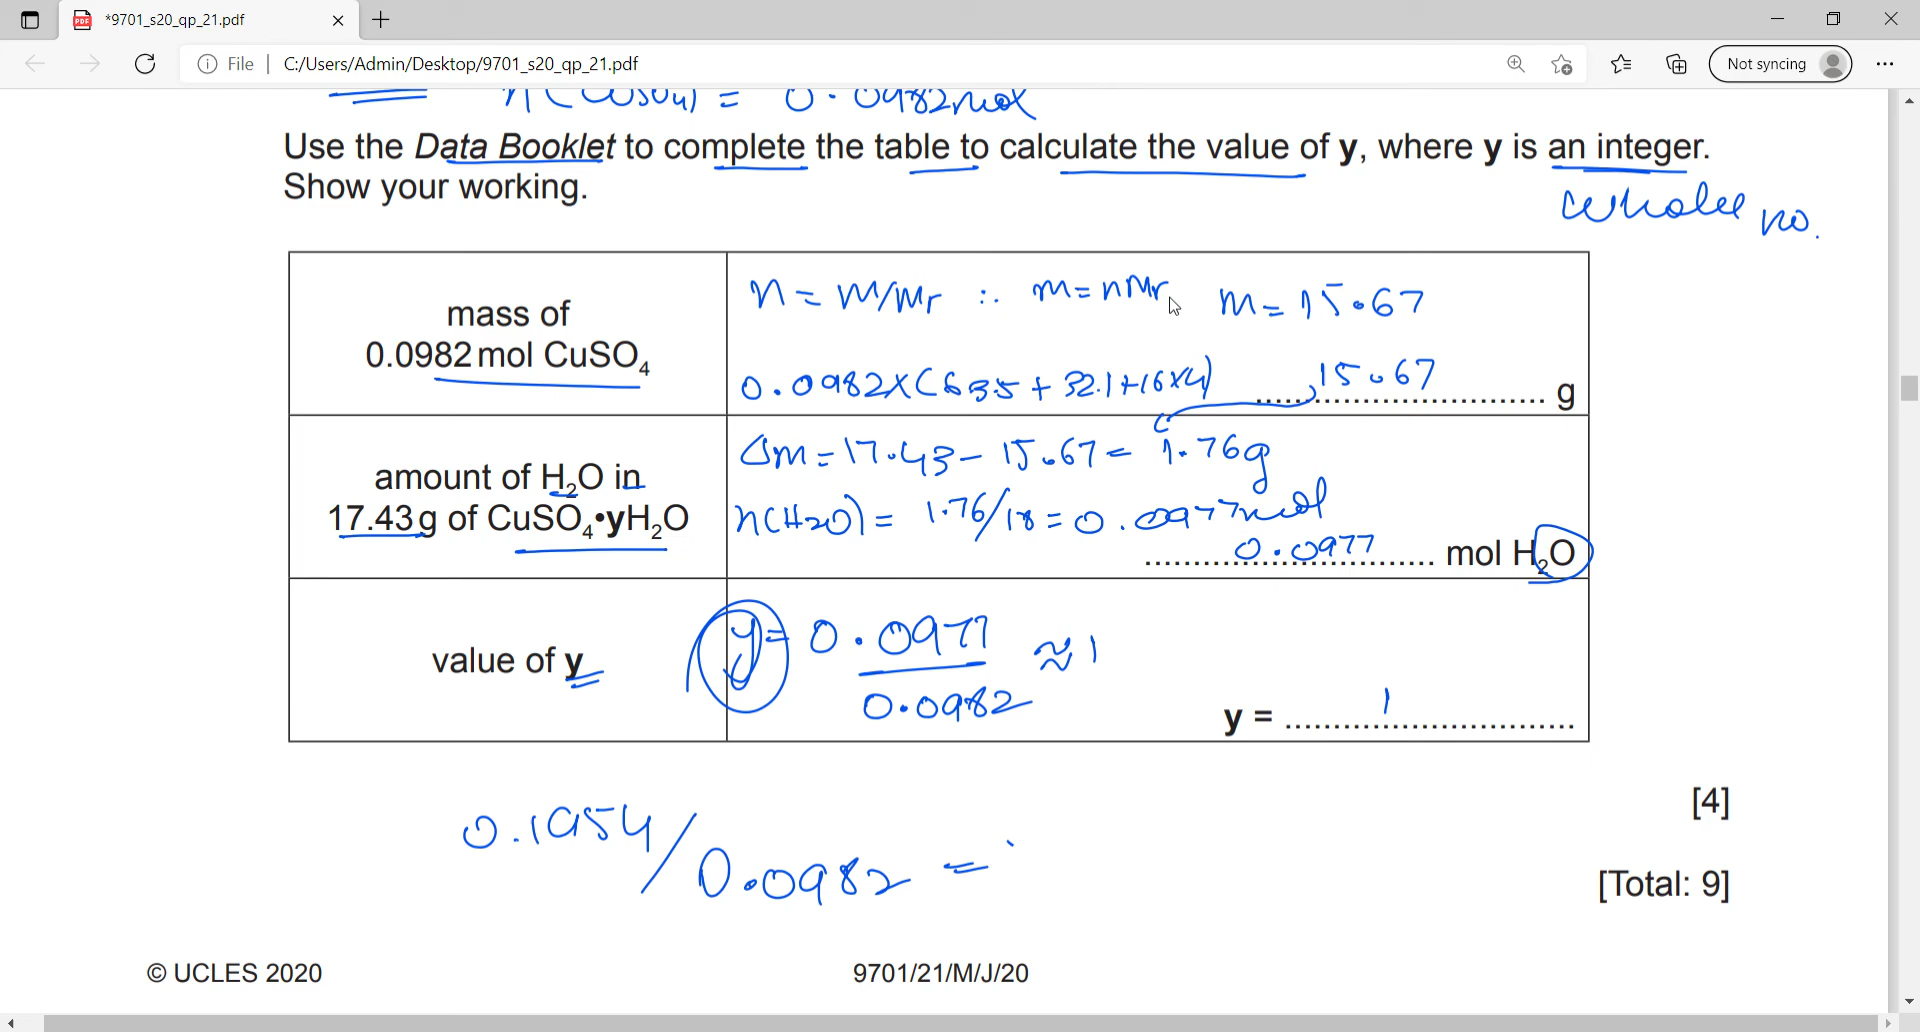 *9701_s20_qp_21.pdf
File | C:/Users/Admin/Desktop/9701_s20_qp_21.pdf Not syncing
n(CuSO4) = 0.0982 mol
Use the Data Booklet to complete the table to calculate the value of y, where y is an integer.
Show your working.
whole no.
mass of
0.0982 mol CuSO₄
n = m/Mr ∴ m = nMr m = 15.67
0.0982 × (63.5 + 32.1 + 16×4) 15.67 g
amount of H₂O in
17.43 g of CuSO₄•yH₂O
Δm = 17.43 – 15.67 = 1.76g
n(H2O) = 1.76/18 = 0.0977 mol
0.0977 mol H₂O
value of y
y = 0.0977 / 0.0982 ≈ 1
y = 1
[4]
0.1954 / 0.0982 =
[Total: 9]
© UCLES 2020 9701/21/M/J/20